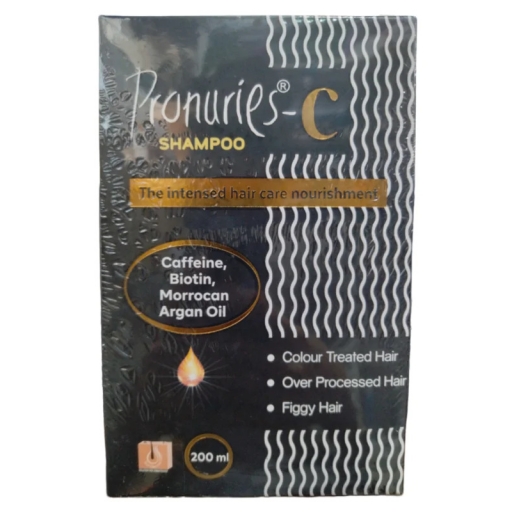 Pronuries®-C
SHAMPOO
The intensed hair care nourishment
Caffeine,
Biotin,
Morrocan
Argan Oil
• Colour Treated Hair
• Over Processed Hair
• Figgy Hair
200 ml